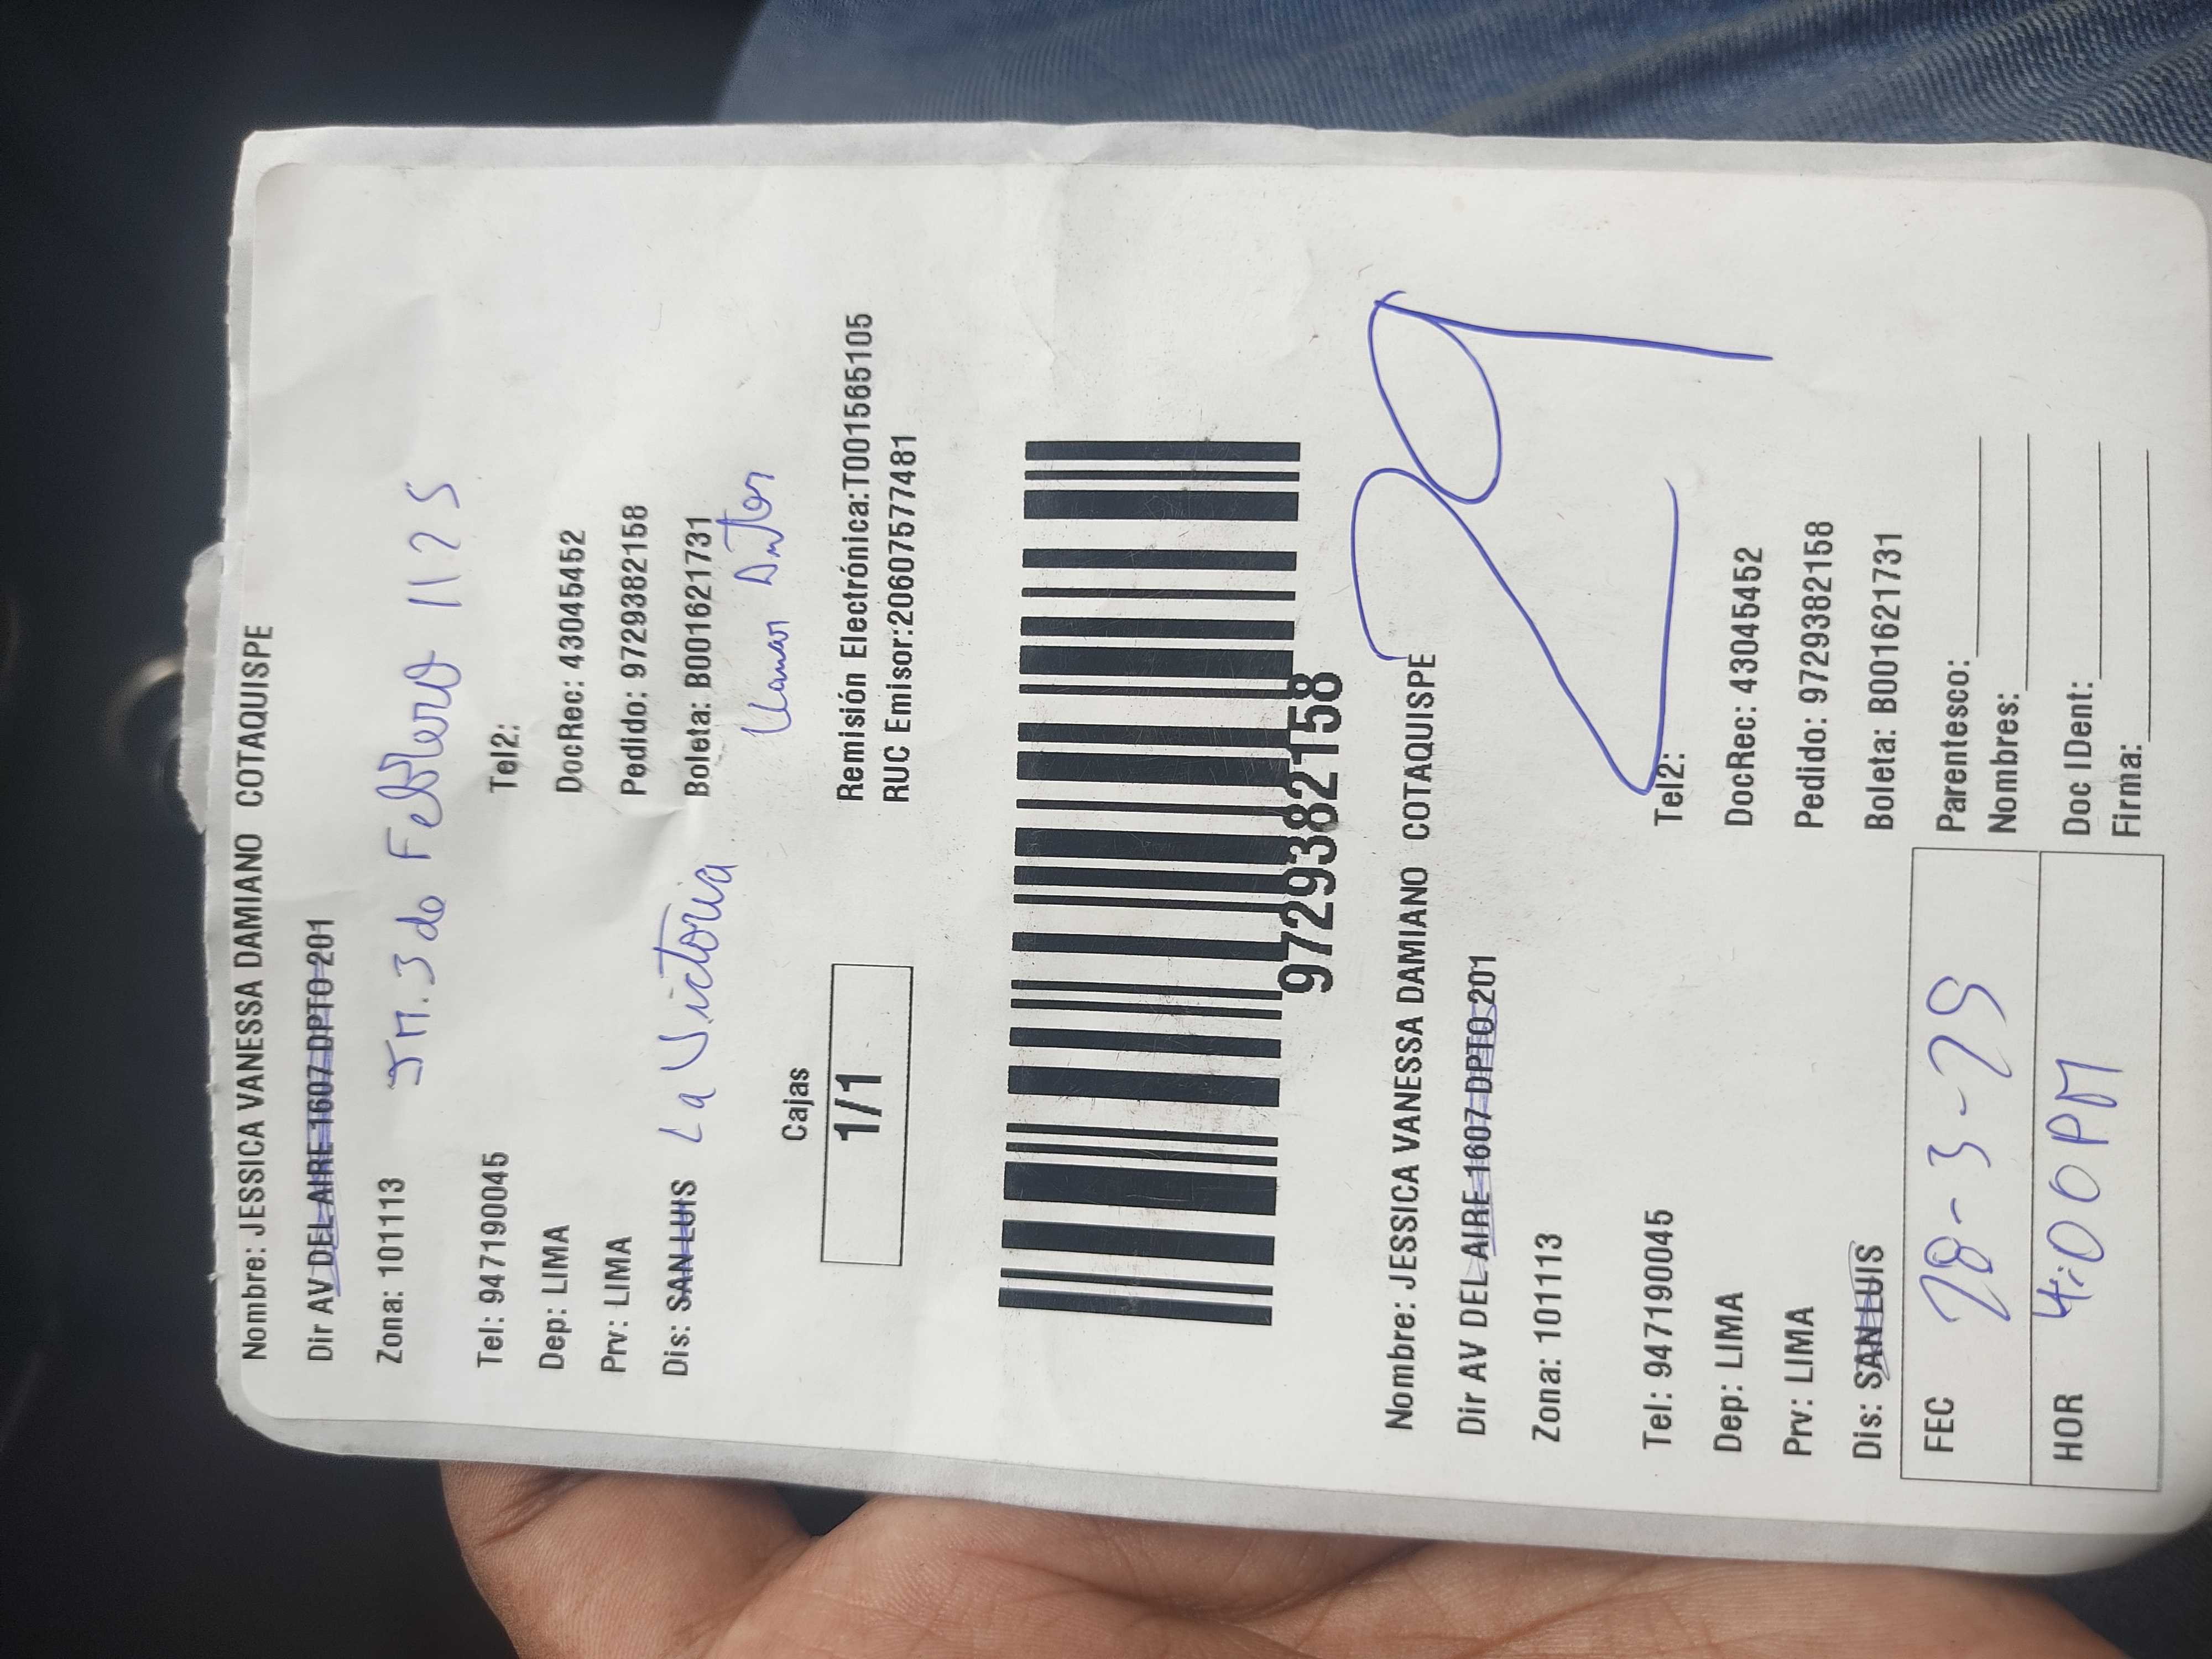 Nombre: JESSICA VANESSA DAMIANO COTAQUISPE
Dir AV DEL AIRE 1607 DPTO 201
Zona: 101113
Jr. 3 de Febrero 1125
Tel: 947190045 Tel2:
Dep: LIMA DocRec: 43045452
Prv: LIMA Pedido: 9729382158
Dis: SAN LUIS La Victoria Boleta: B001621731
Llamar Antes
Cajas
1/1
Remisión Electrónica:T001565105
RUC Emisor:20607577481
9729382158
29
Nombre: JESSICA VANESSA DAMIANO COTAQUISPE
Dir AV DEL AIRE 1607 DPTO 201
Zona: 101113
Tel: 947190045 Tel2:
Dep: LIMA DocRec: 43045452
Prv: LIMA Pedido: 9729382158
Dis: SAN LUIS Boleta: B001621731
FEC 28-3-25 Parentesco:
Nombres:
HOR 4:00PM Doc IDent:
Firma: